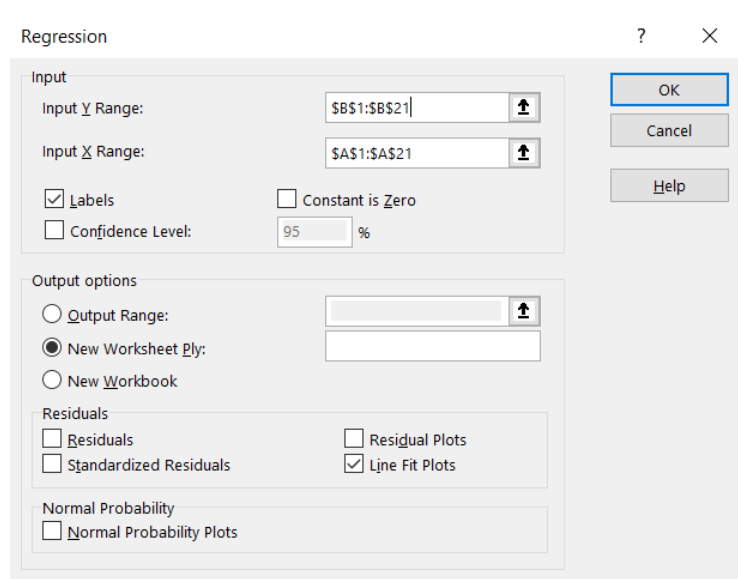 Regression ? ✕
Input
Input Y Range: $B$1:$B$21
Input X Range: $A$1:$A$21
Labels Constant is Zero
Confidence Level: 95 %
Output options
Output Range:
New Worksheet Ply:
New Workbook
Residuals
Residuals Residual Plots
Standardized Residuals Line Fit Plots
Normal Probability
Normal Probability Plots
OK
Cancel
Help